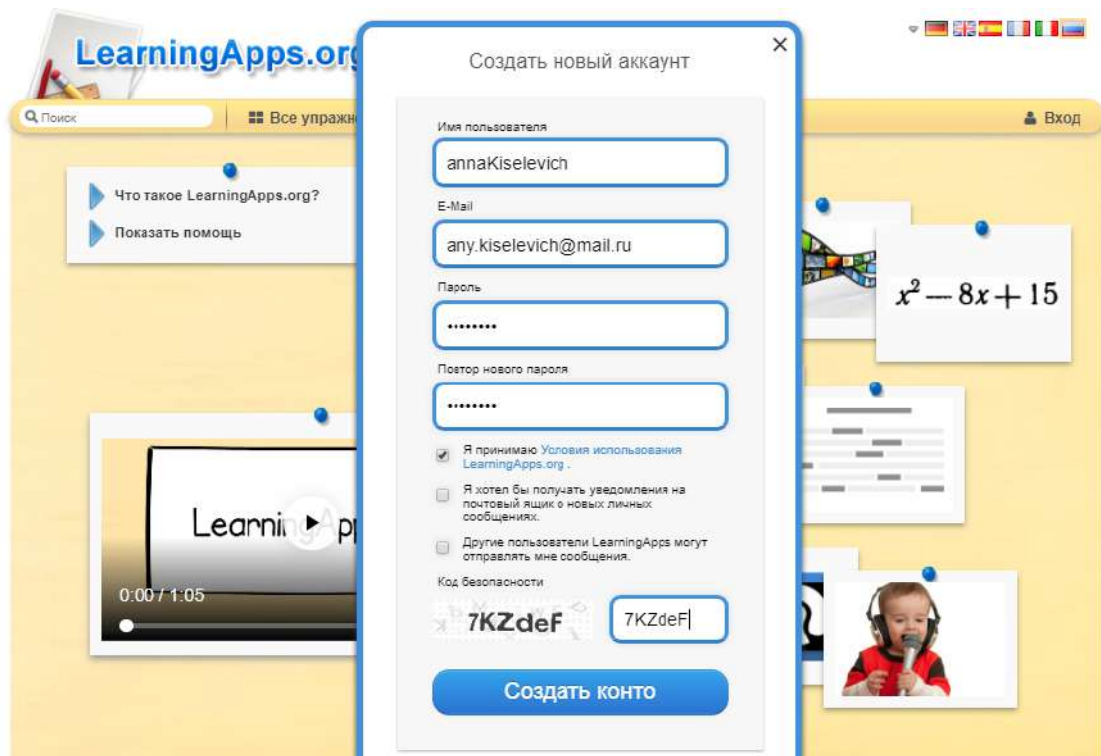 LearningApps.org
Поиск
Все упражн
Вход
Что такое LearningApps.org?
Показать помощь
0:00 / 1:05
Создать новый аккаунт
Имя пользователя
annaKiselevich
E-Mail
any.kiselevich@mail.ru
Пароль
••••••••
Повтор нового пароля
••••••••
Я принимаю Условия использования
LearningApps.org .
Я хотел бы получать уведомления на
почтовый ящик о новых личных
сообщениях.
Другие пользователи LearningApps могут
отправлять мне сообщения.
Код безопасности
7KZdeF
7KZdeF
Создать конто
x² — 8x + 15